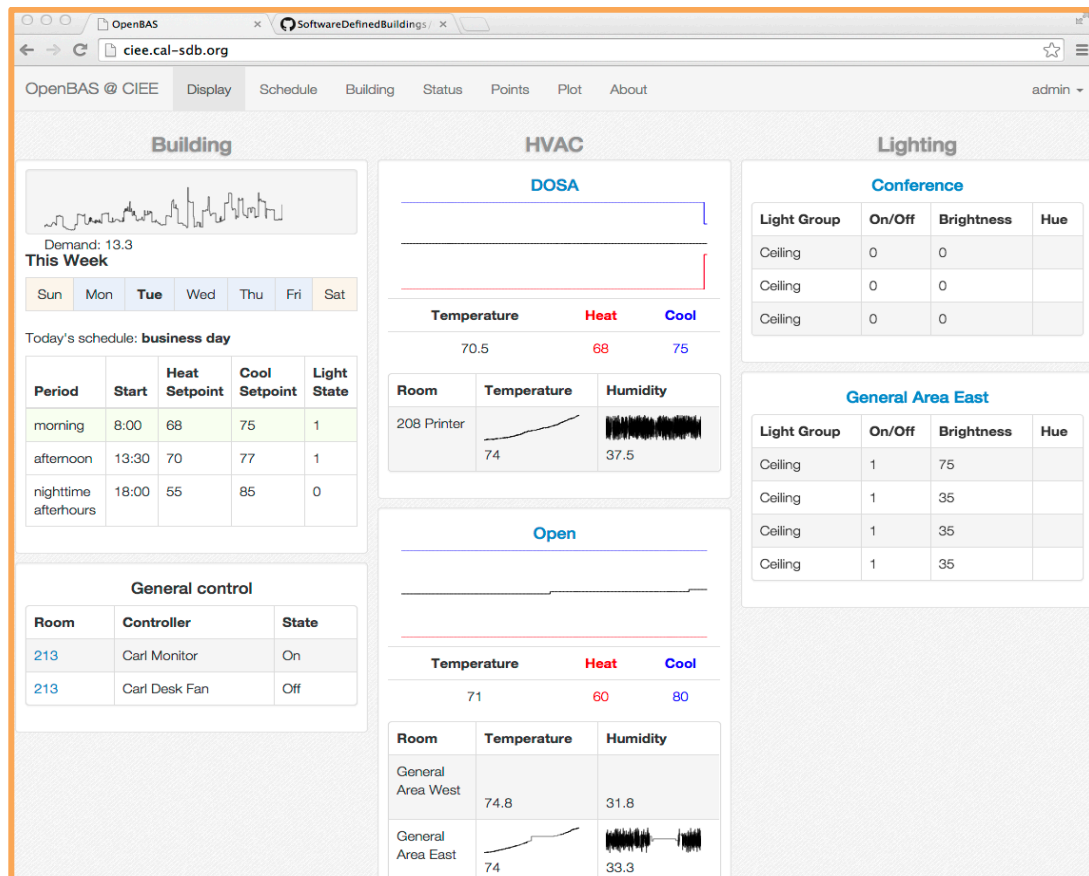 OpenBAS
SoftwareDefinedBuildings/
ciee.cal-sdb.org
OpenBAS @ CIEE Display Schedule Building Status Points Plot About admin
Building
Demand: 13.3
This Week
Sun Mon Tue Wed Thu Fri Sat
Today's schedule: business day
Period Start Heat Setpoint Cool Setpoint Light State
morning 8:00 68 75 1
afternoon 13:30 70 77 1
nighttime afterhours 18:00 55 85 0
General control
Room Controller State
213 Carl Monitor On
213 Carl Desk Fan Off
HVAC
DOSA
Temperature Heat Cool
70.5 68 75
Room Temperature Humidity
208 Printer 74 37.5
Open
Temperature Heat Cool
71 60 80
Room Temperature Humidity
General Area West 74.8 31.8
General Area East 74 33.3
Lighting
Conference
Light Group On/Off Brightness Hue
Ceiling 0 0
Ceiling 0 0
Ceiling 0 0
General Area East
Light Group On/Off Brightness Hue
Ceiling 1 75
Ceiling 1 35
Ceiling 1 35
Ceiling 1 35